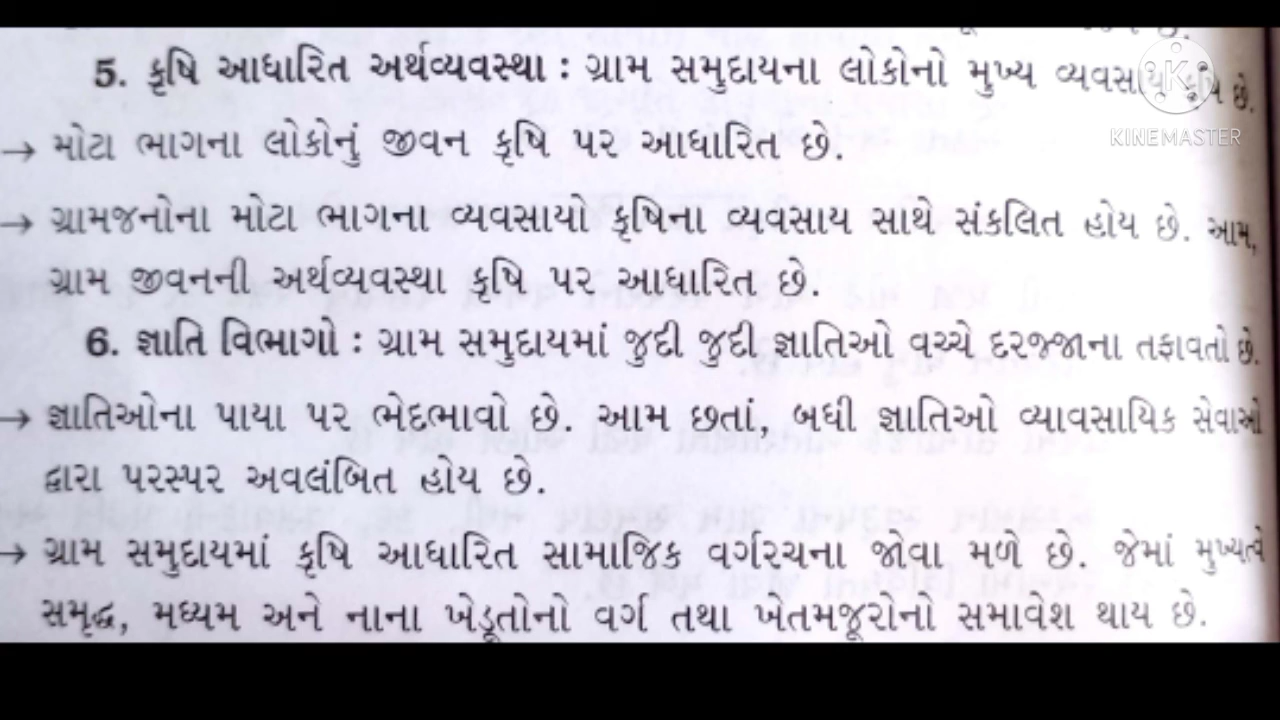 5. કૃષિ આધારિત અર્થવ્યવસ્થા : ગ્રામ સમુદાયના લોકોનો મુખ્ય વ્યવસાય કૃષિ છે.
KINEMASTER
→ મોટા ભાગના લોકોનું જીવન કૃષિ પર આધારિત છે.
→ ગ્રામજનોના મોટા ભાગના વ્યવસાયો કૃષિના વ્યવસાય સાથે સંકલિત હોય છે. આમ,
ગ્રામ જીવનની અર્થવ્યવસ્થા કૃષિ પર આધારિત છે.
6. જ્ઞાતિ વિભાગો : ગ્રામ સમુદાયમાં જુદી જુદી જ્ઞાતિઓ વચ્ચે દરજ્જાના તફાવતો છે.
→ જ્ઞાતિઓના પાયા પર ભેદભાવો છે. આમ છતાં, બધી જ્ઞાતિઓ વ્યાવસાયિક સેવાઓ
દ્વારા પરસ્પર અવલંબિત હોય છે.
→ ગ્રામ સમુદાયમાં કૃષિ આધારિત સામાજિક વર્ગરચના જોવા મળે છે. જેમાં મુખ્યત્વે
સમૃદ્ધ, મધ્યમ અને નાના ખેડૂતોનો વર્ગ તથા ખેતમજૂરોનો સમાવેશ થાય છે.